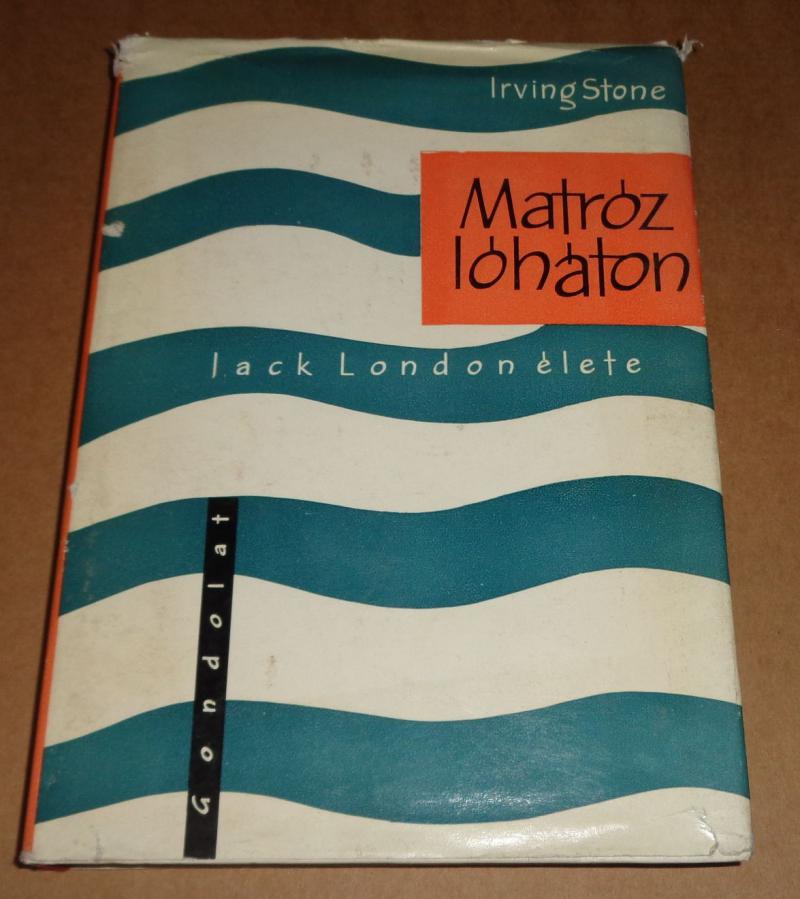 Irving Stone
Matróz
lóháton
Jack London élete
Gondolat